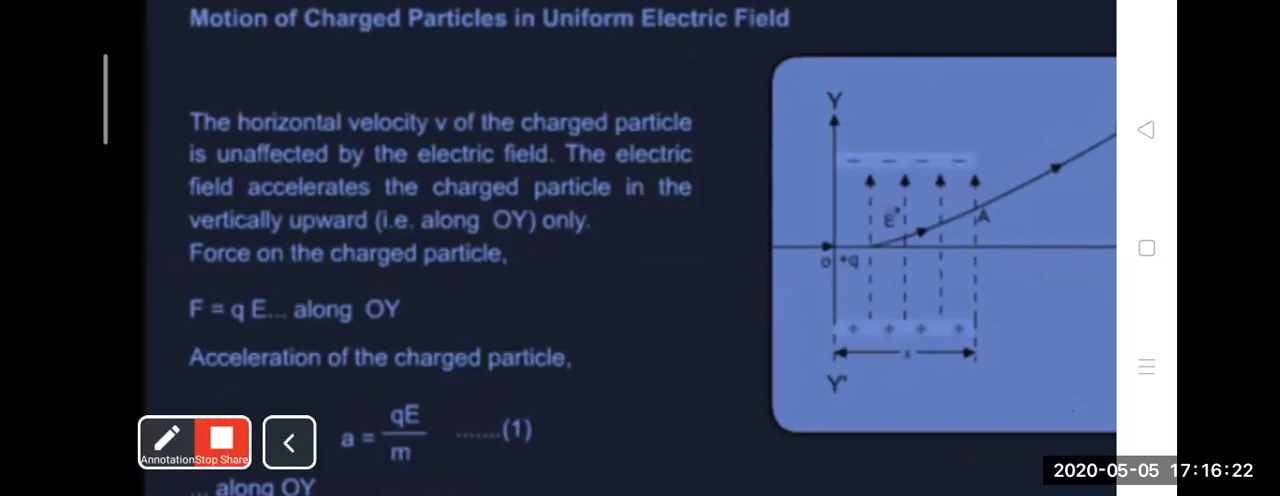 Motion of Charged Particles in Uniform Electric Field
The horizontal velocity v of the charged particle
is unaffected by the electric field. The electric
field accelerates the charged particle in the
vertically upward (i.e. along OY) only.
Force on the charged particle,
F = q E... along OY
Acceleration of the charged particle,
a = qE/m .......(1)
... along OY
Y
− − − −
E
A
o +q
+ + + +
x
Y'
Annotation Stop Share
2020-05-05 17:16:22